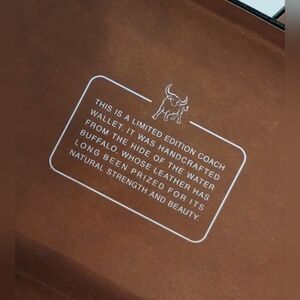 THIS IS A LIMITED EDITION COACH
WALLET. IT WAS HANDCRAFTED
FROM THE HIDE OF THE WATER
BUFFALO, WHOSE LEATHER HAS
LONG BEEN PRIZED FOR ITS
NATURAL STRENGTH AND BEAUTY.